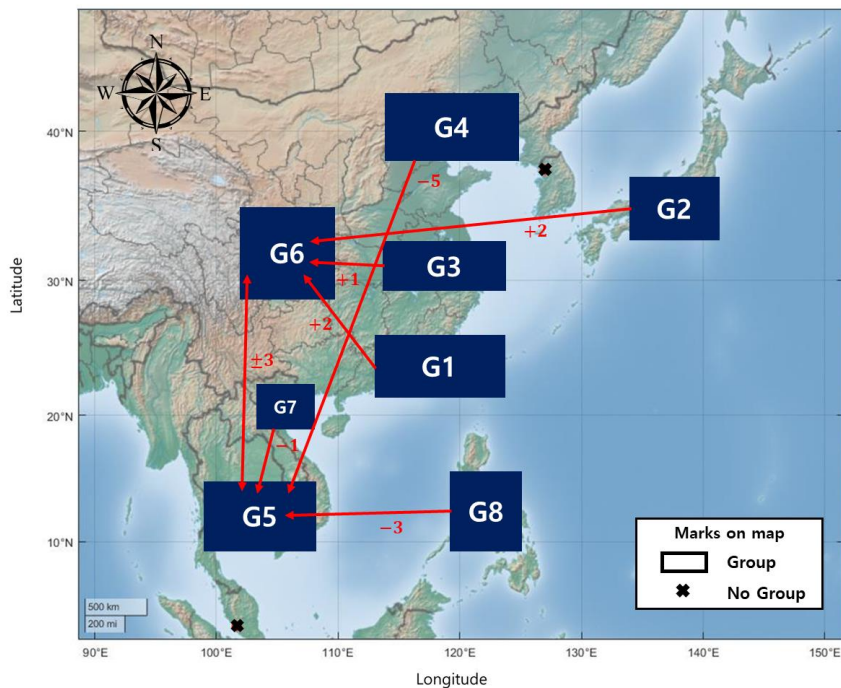 N
W E
S
40°N
30°N
20°N
10°N
Latitude
G4
−5
G2
G6
+2
G3
+1
+2
G1
±3
G7
−1
G5
−3
G8
Marks on map
Group
No Group
500 km
200 mi
90°E 100°E 110°E 120°E 130°E 140°E 150°E
Longitude